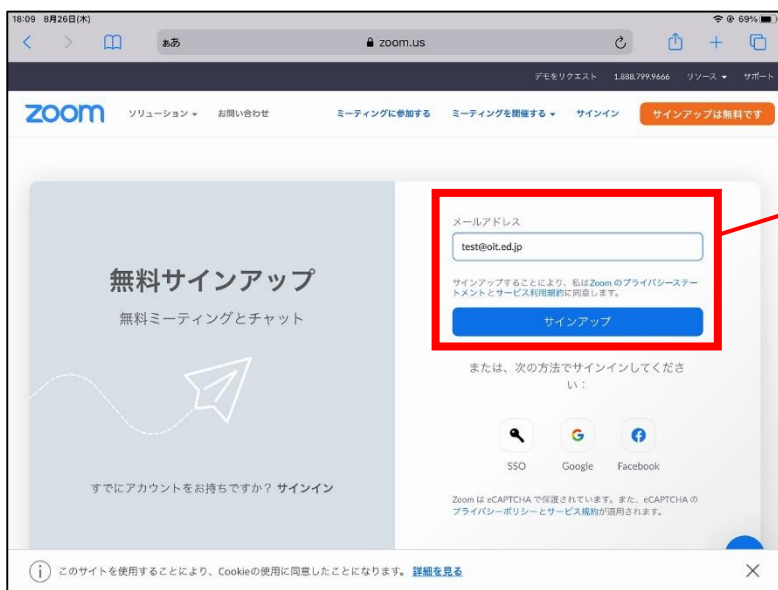 18:09 8月26日(木) 69%
ぁあ zoom.us
デモをリクエスト 1.888.799.9666 リソース サポート
zoom ソリューション お問い合わせ ミーティングに参加する ミーティングを開催する サインイン サインアップは無料です
無料サインアップ
無料ミーティングとチャット
すでにアカウントをお持ちですか? サインイン
メールアドレス
test@oit.ed.jp
サインアップすることにより、私はZoom のプライバシーステー
トメントとサービス利用規約に同意します。
サインアップ
または、次の方法でサインインしてくださ
い：
SSO Google Facebook
Zoom は eCAPTCHA で保護されています。また、eCAPTCHA の
プライバシーポリシーとサービス規約が適用されます。
このサイトを使用することにより、Cookieの使用に同意したことになります。 詳細を見る